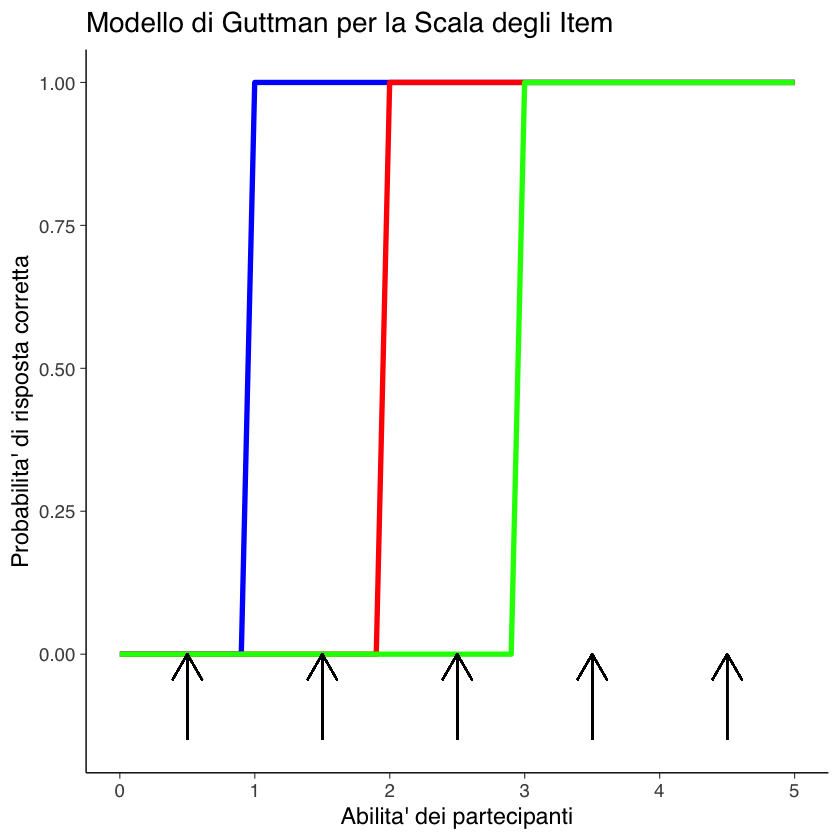 Modello di Guttman per la Scala degli Item
1.00
0.75
0.50
0.25
0.00
Probabilita' di risposta corretta
0 1 2 3 4 5
Abilita' dei partecipanti